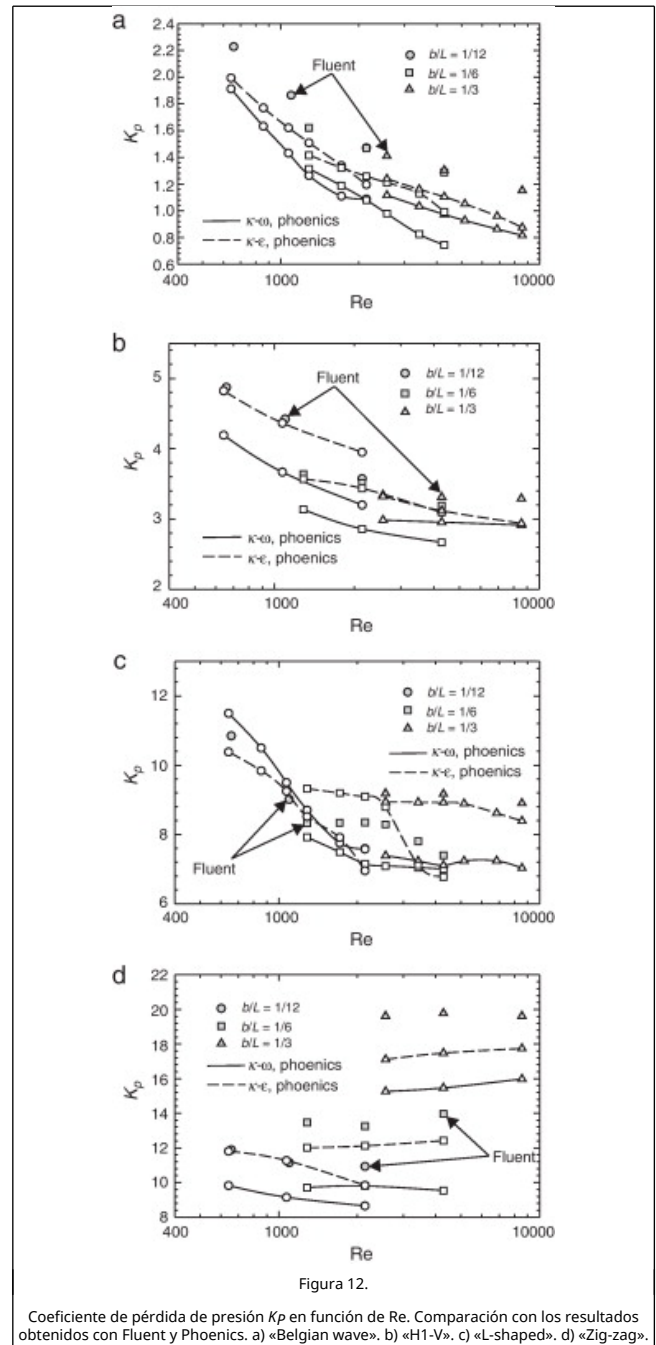 a
2.4
2.2
2.0
1.8
1.6
1.4
1.2
1.0
0.8
0.6
Kp
Fluent
b/L = 1/12
b/L = 1/6
b/L = 1/3
κ-ω, phoenics
κ-ε, phoenics
400 1000 10000
Re
b
5
4
3
2
Kp
Fluent
b/L = 1/12
b/L = 1/6
b/L = 1/3
κ-ω, phoenics
κ-ε, phoenics
400 1000 10000
Re
c
12
10
8
6
Kp
b/L = 1/12
b/L = 1/6
b/L = 1/3
κ-ω, phoenics
κ-ε, phoenics
Fluent
400 1000 10000
Re
d
22
20
18
16
14
12
10
8
Kp
b/L = 1/12
b/L = 1/6
b/L = 1/3
κ-ω, phoenics
κ-ε, phoenics
Fluent
400 1000 10000
Re
Figura 12.
Coeficiente de pérdida de presión Kp en función de Re. Comparación con los resultados
obtenidos con Fluent y Phoenics. a) «Belgian wave». b) «H1-V». c) «L-shaped». d) «Zig-zag».